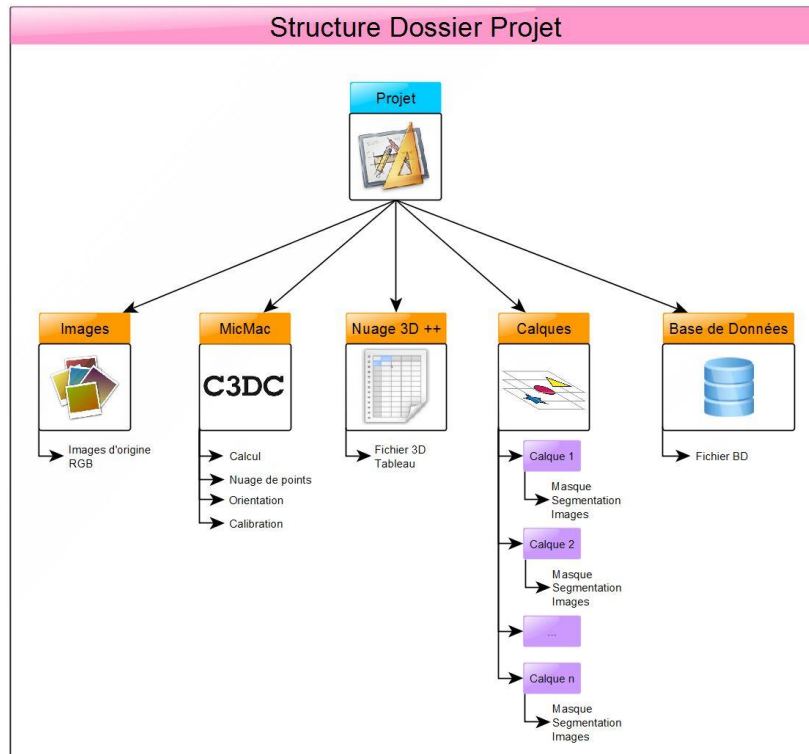 Structure Dossier Projet
Projet
Images
MicMac
Nuage 3D ++
Calques
Base de Données
C3DC
Images d'origine
RGB
Calcul
Nuage de points
Orientation
Calibration
Fichier 3D
Tableau
Calque 1
Masque
Segmentation
Images
Calque 2
Masque
Segmentation
Images
...
Calque n
Masque
Segmentation
Images
Fichier BD